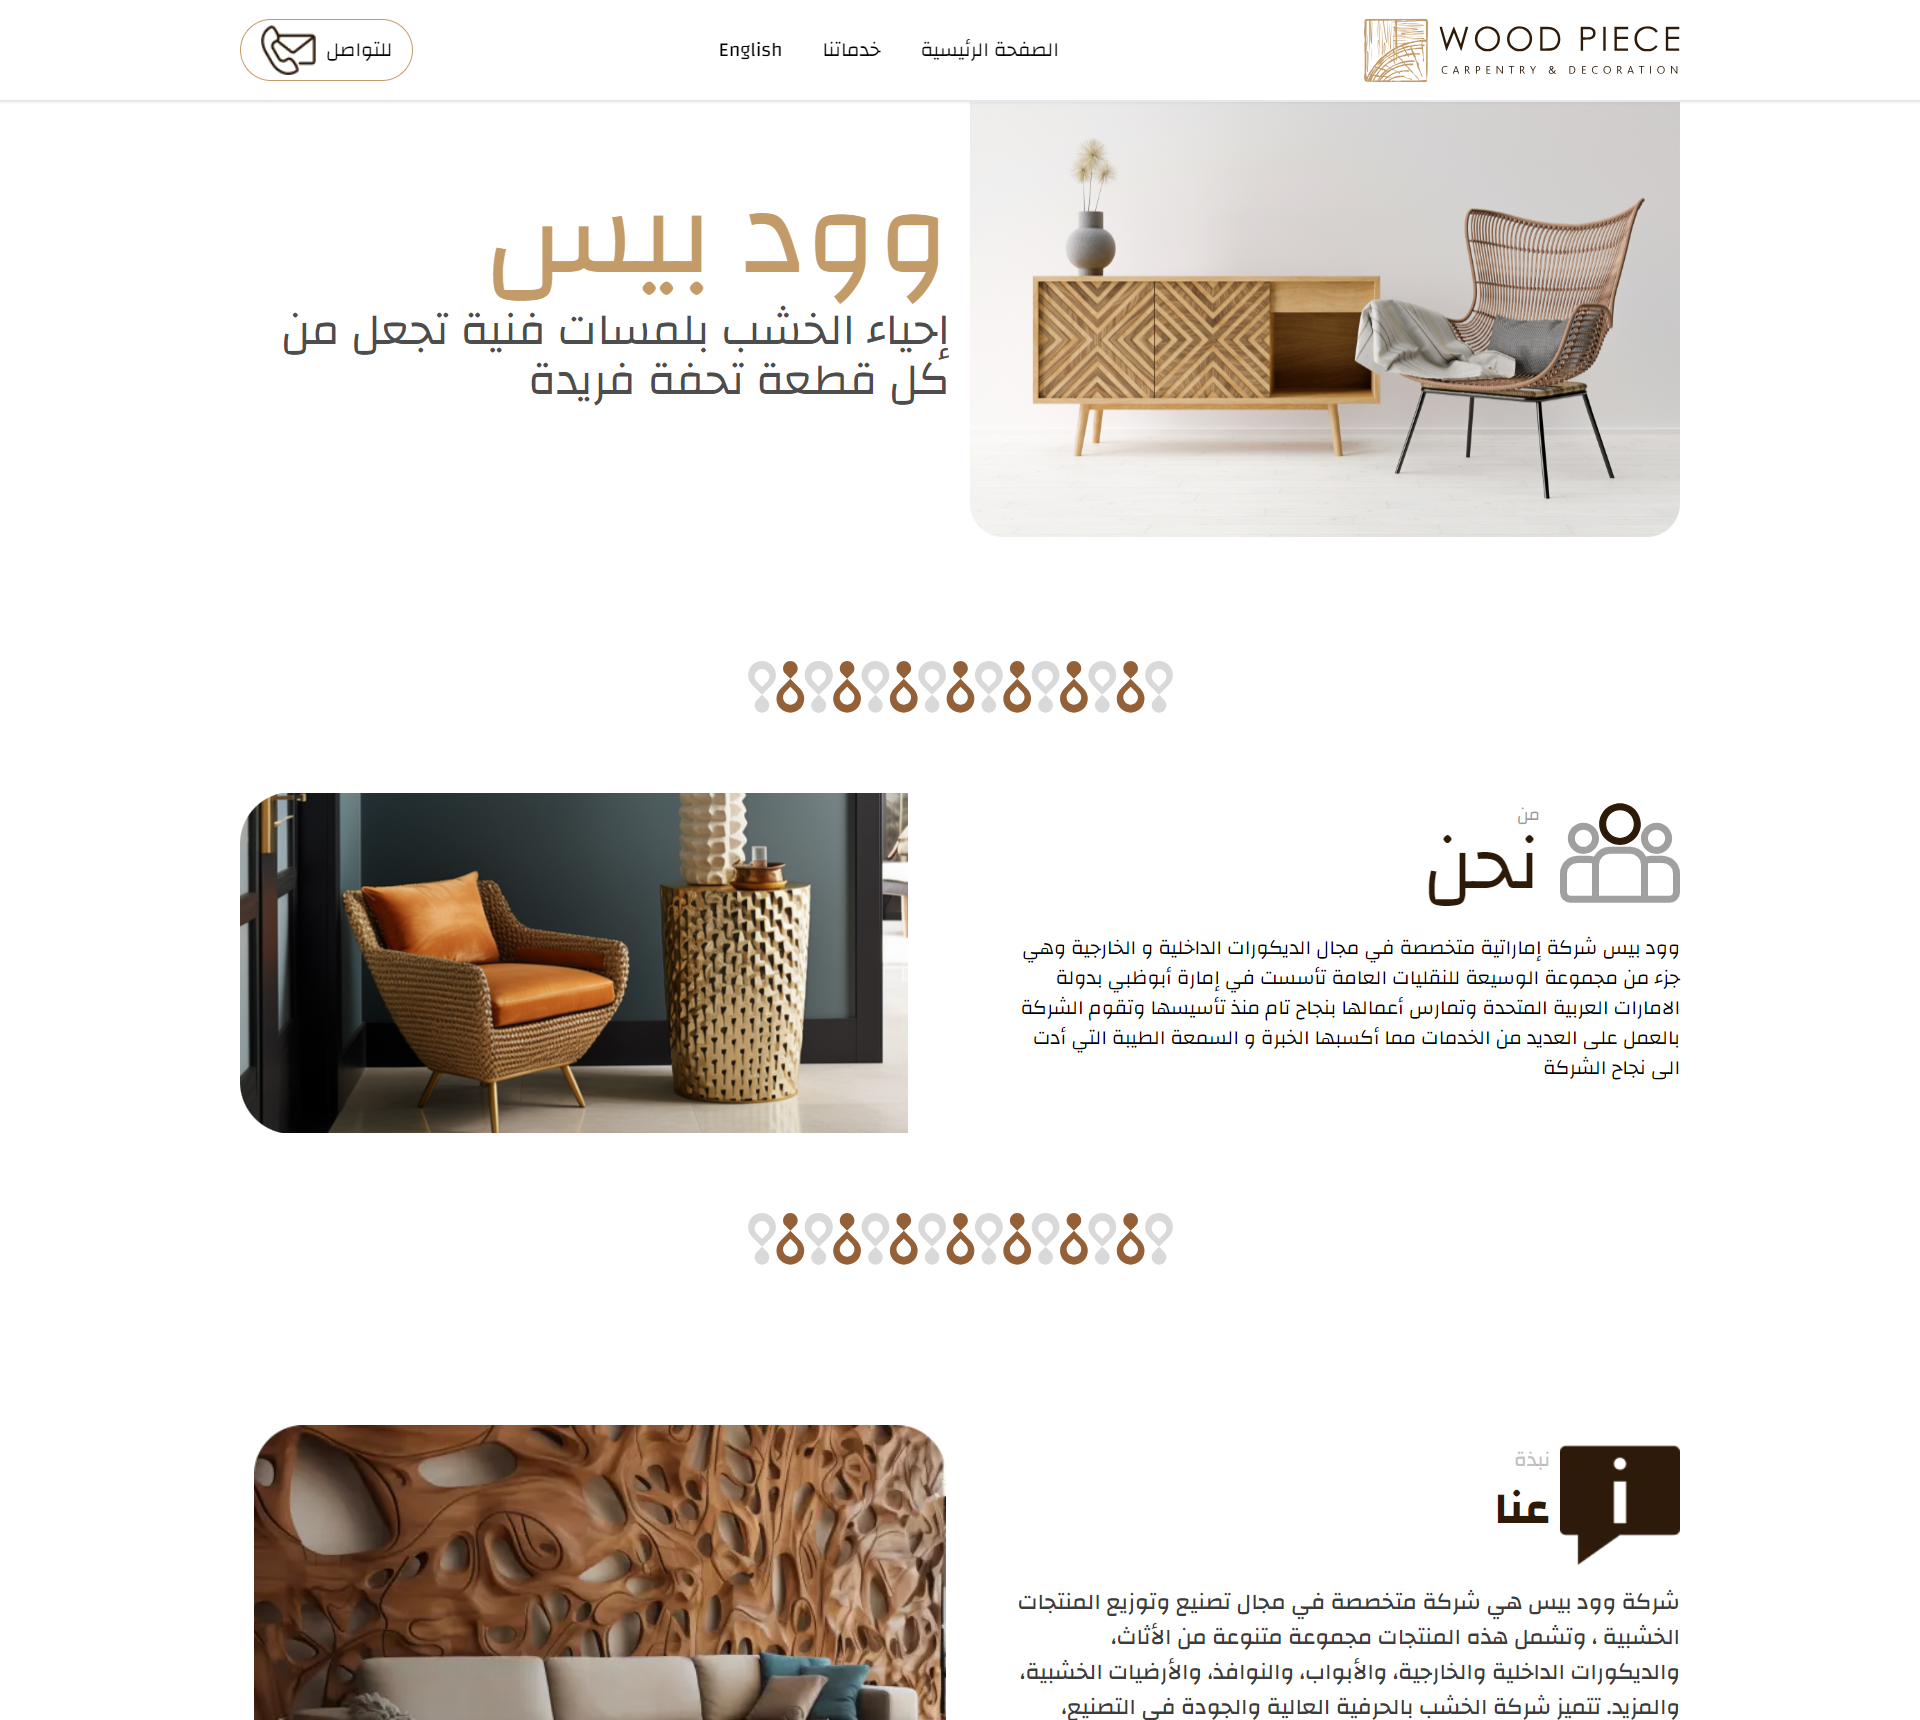 WOOD PIECE
CARPENTRY & DECORATION
الصفحة الرئيسية
خدماتنا
English
للتواصل
وود بيس
إحياء الخشب بلمسات فنية تجعل من
كل قطعة تحفة فريدة
من
نحن
وود بيس شركة إماراتية متخصصة في مجال الديكورات الداخلية و الخارجية وهي
جزء من مجموعة الوسيعة للنقليات العامة تأسست في إمارة أبوظبي بدولة
الامارات العربية المتحدة وتمارس أعمالها بنجاح تام منذ تأسيسها وتقوم الشركة
بالعمل على العديد من الخدمات مما أكسبها الخبرة و السمعة الطيبة التي أدت
الى نجاح الشركة
نبذة
عنا
شركة وود بيس هي شركة متخصصة في مجال تصنيع وتوزيع المنتجات
الخشبية ، وتشمل هذه المنتجات مجموعة متنوعة من الأثاث،
والديكورات الداخلية والخارجية، والأبواب، والنوافذ، والأرضيات الخشبية،
والمزيد. تتميز شركة الخشب بالحرفية العالية والجودة في التصنيع،